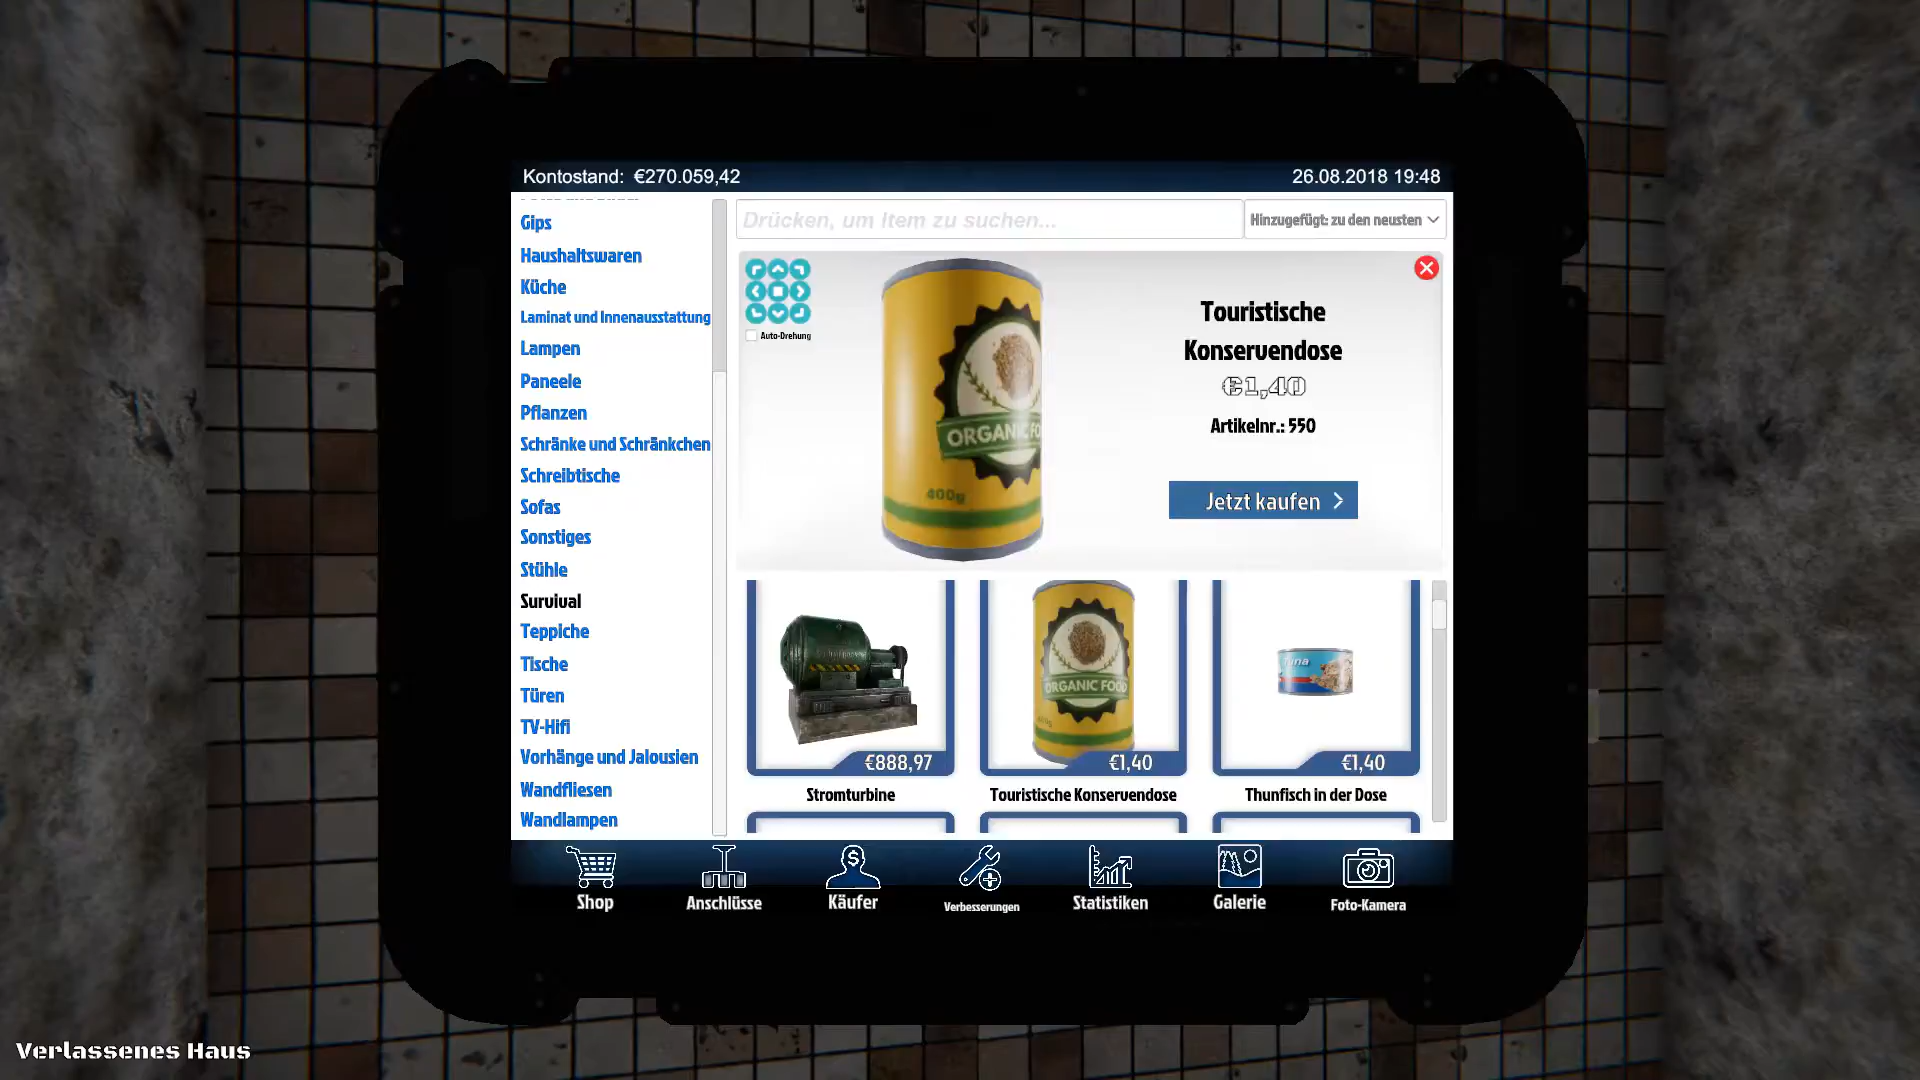 Kontostand: €270.059,42
26.08.2018 19:48
Gips
Haushaltswaren
Küche
Laminat und Innenausstattung
Lampen
Paneele
Pflanzen
Schränke und Schränkchen
Schreibtische
Sofas
Sonstiges
Stühle
Survival
Teppiche
Tische
Türen
TV-Hifi
Vorhänge und Jalousien
Wandfliesen
Wandlampen
Drücken, um Item zu suchen...
Hinzugefügt: zu den neusten
Auto-Drehung
ORGANIC FO
400g
Touristische
Konservendose
€1,40
Artikelnr.: 550
Jetzt kaufen
€888,97
Stromturbine
ORGANIC FOOD
€1,40
Touristische Konservendose
Tuna
€1,40
Thunfisch in der Dose
Shop
Anschlüsse
Käufer
Verbesserungen
Statistiken
Galerie
Foto-Kamera
Verlassenes Haus